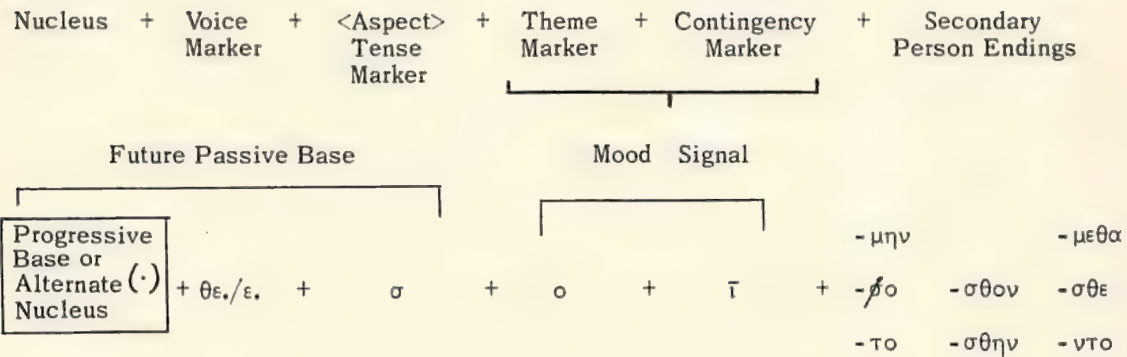 Nucleus + Voice + <Aspect> + Theme + Contingency + Secondary
Marker Tense Marker Marker Person Endings
Marker
Future Passive Base Mood Signal
Progressive -μην -μεθα
Base or
Alternate (·) + θε./ε. + σ + ο + ῑ + -σ̸ο -σθον -σθε
Nucleus
-το -σθην -ντο